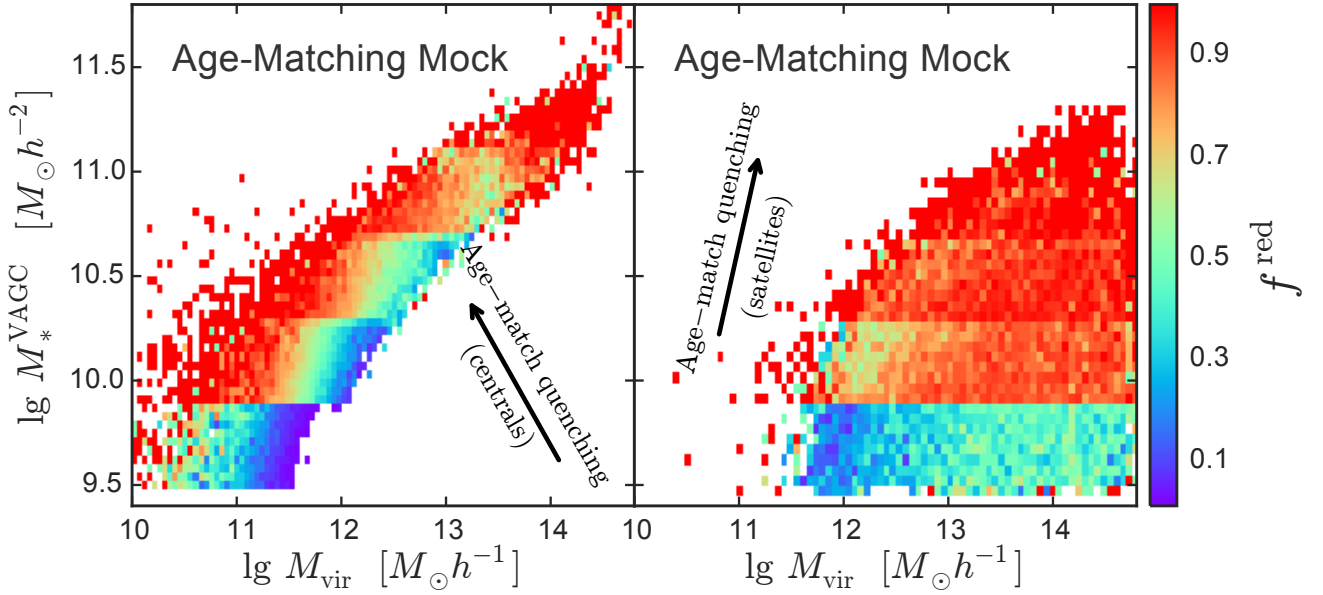 Age-Matching Mock
Age-Matching Mock
lg M*^VAGC [M⊙h⁻²]
11.5
11.0
10.5
10.0
9.5
Age−match quenching
(centrals)
Age−match quenching
(satellites)
10 11 12 13 14
10 11 12 13 14
lg M_vir [M⊙h⁻¹]
lg M_vir [M⊙h⁻¹]
0.9
0.7
0.5
0.3
0.1
f^red